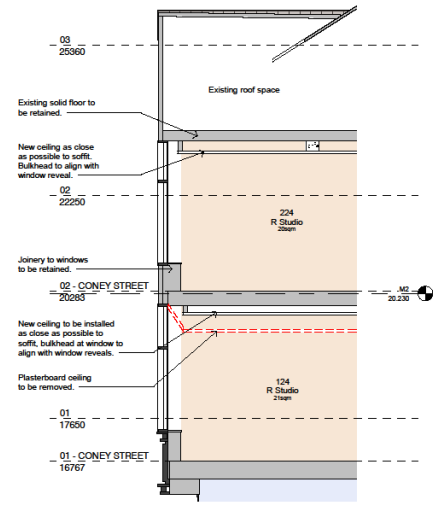 03
25360
Existing roof space
Existing solid floor to
be retained.
New ceiling as close
as possible to soffit.
Bulkhead to align with
window reveal.
02
22250
224
R Studio
20sqm
Joinery to windows
to be retained.
02 - CONEY STREET
20283
M2
20.230
New ceiling to be installed
as close as possible to
soffit, bulkhead at window to
align with window reveals.
Plasterboard ceiling
to be removed.
124
R Studio
21sqm
01
17650
01 - CONEY STREET
16767